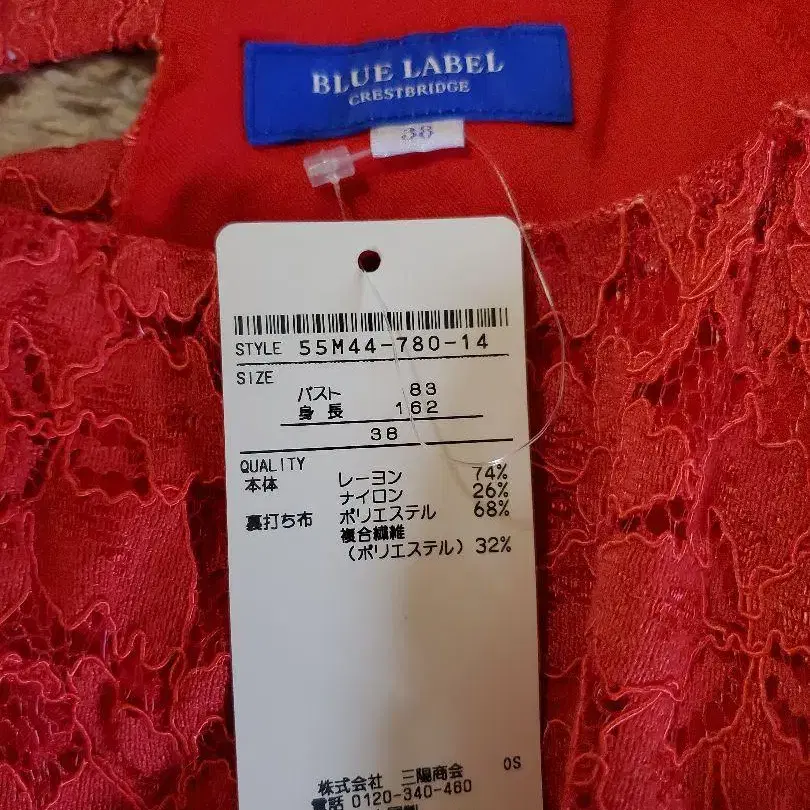 BLUE LABEL
CRESTBRIDGE
38
STYLE 55M44-780-14
SIZE
バスト 83
身長 162
38
QUALITY
本体 レーヨン 74%
ナイロン 26%
裏打ち布 ポリエステル 68%
複合繊維
(ポリエステル) 32%
株式会社 三陽商会 OS
電話 0120-340-460